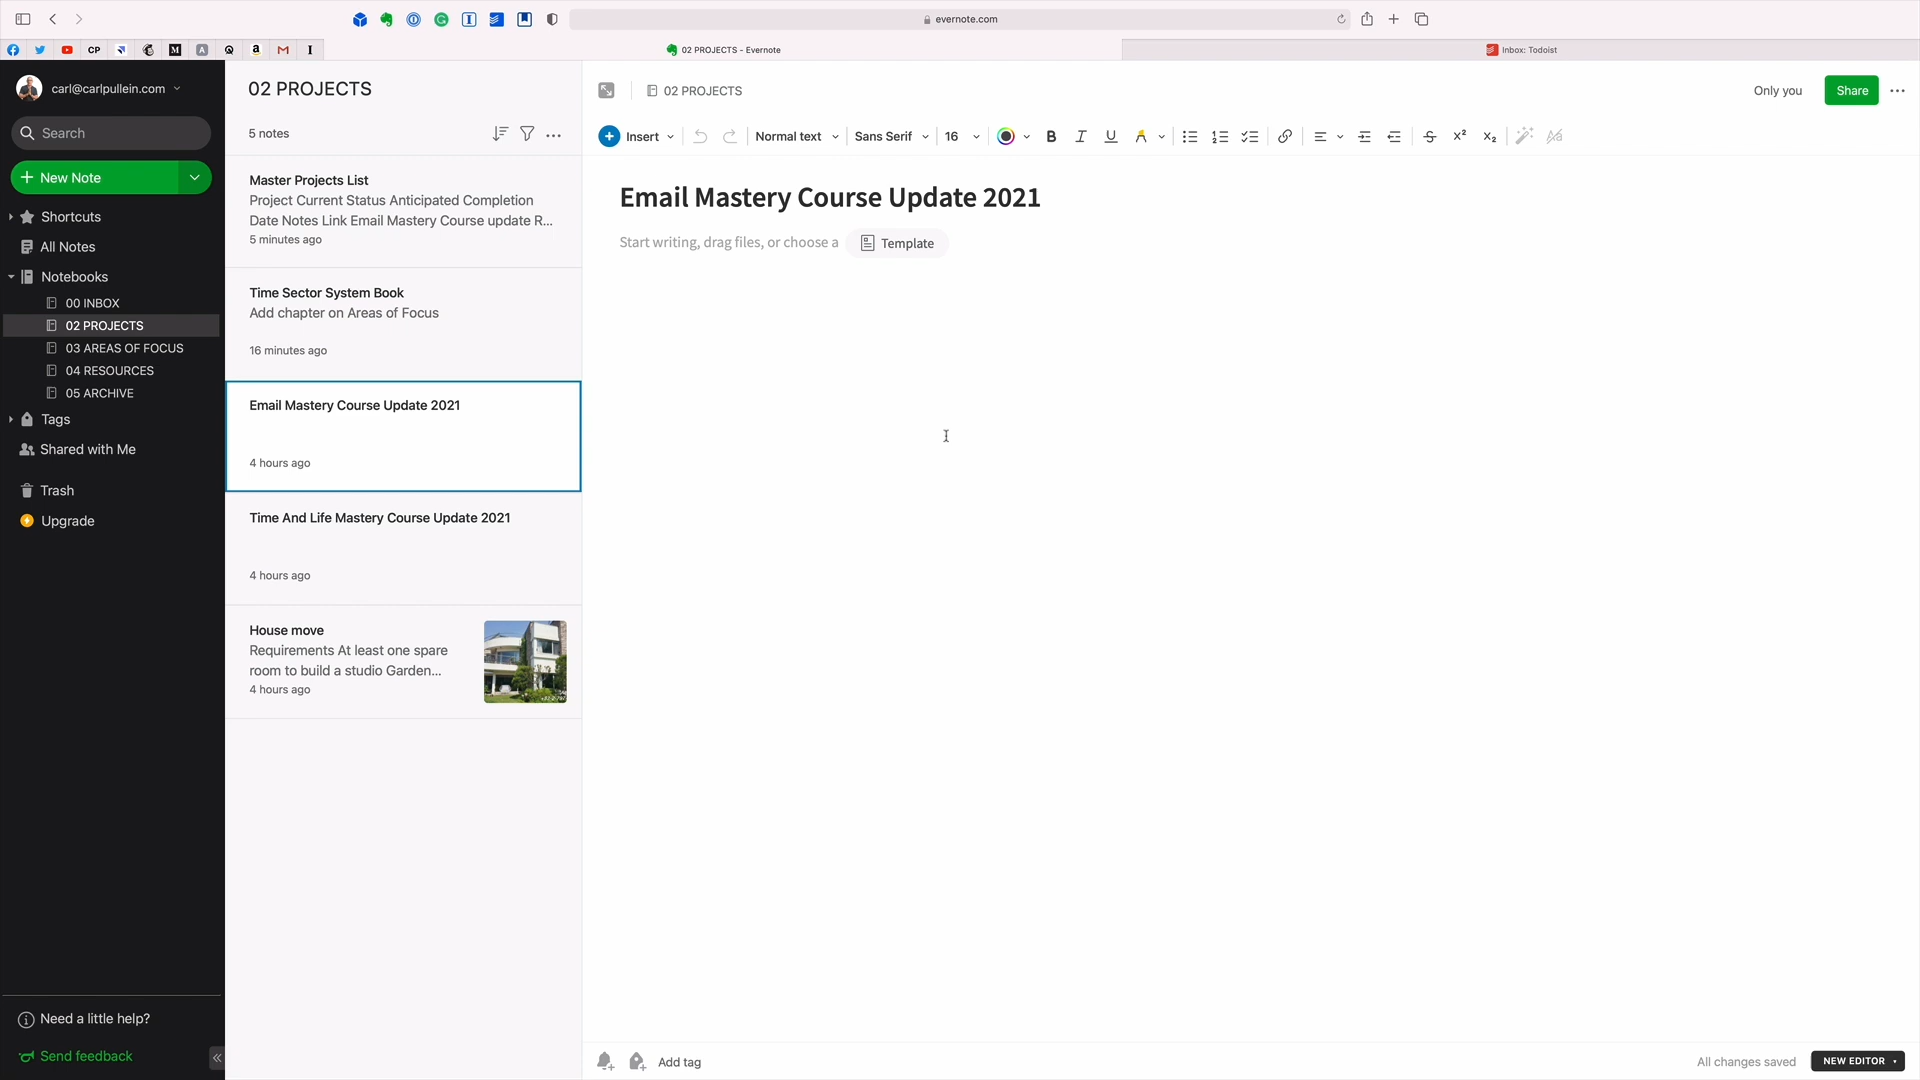 evernote.com
CP
02 PROJECTS - Evernote
Inbox: Todoist
carl@carlpullein.com
Search
New Note
Shortcuts
All Notes
Notebooks
00 INBOX
02 PROJECTS
03 AREAS OF FOCUS
04 RESOURCES
05 ARCHIVE
Tags
Shared with Me
Trash
Upgrade
Need a little help?
Send feedback
02 PROJECTS
5 notes
Master Projects List
Project Current Status Anticipated Completion
Date Notes Link Email Mastery Course update R...
5 minutes ago
Time Sector System Book
Add chapter on Areas of Focus
16 minutes ago
Email Mastery Course Update 2021
4 hours ago
Time And Life Mastery Course Update 2021
4 hours ago
House move
Requirements At least one spare
room to build a studio Garden...
4 hours ago
02 PROJECTS
Only you
Share
Insert
Normal text
Sans Serif
16
Email Mastery Course Update 2021
Start writing, drag files, or choose a
Template
Add tag
All changes saved
NEW EDITOR